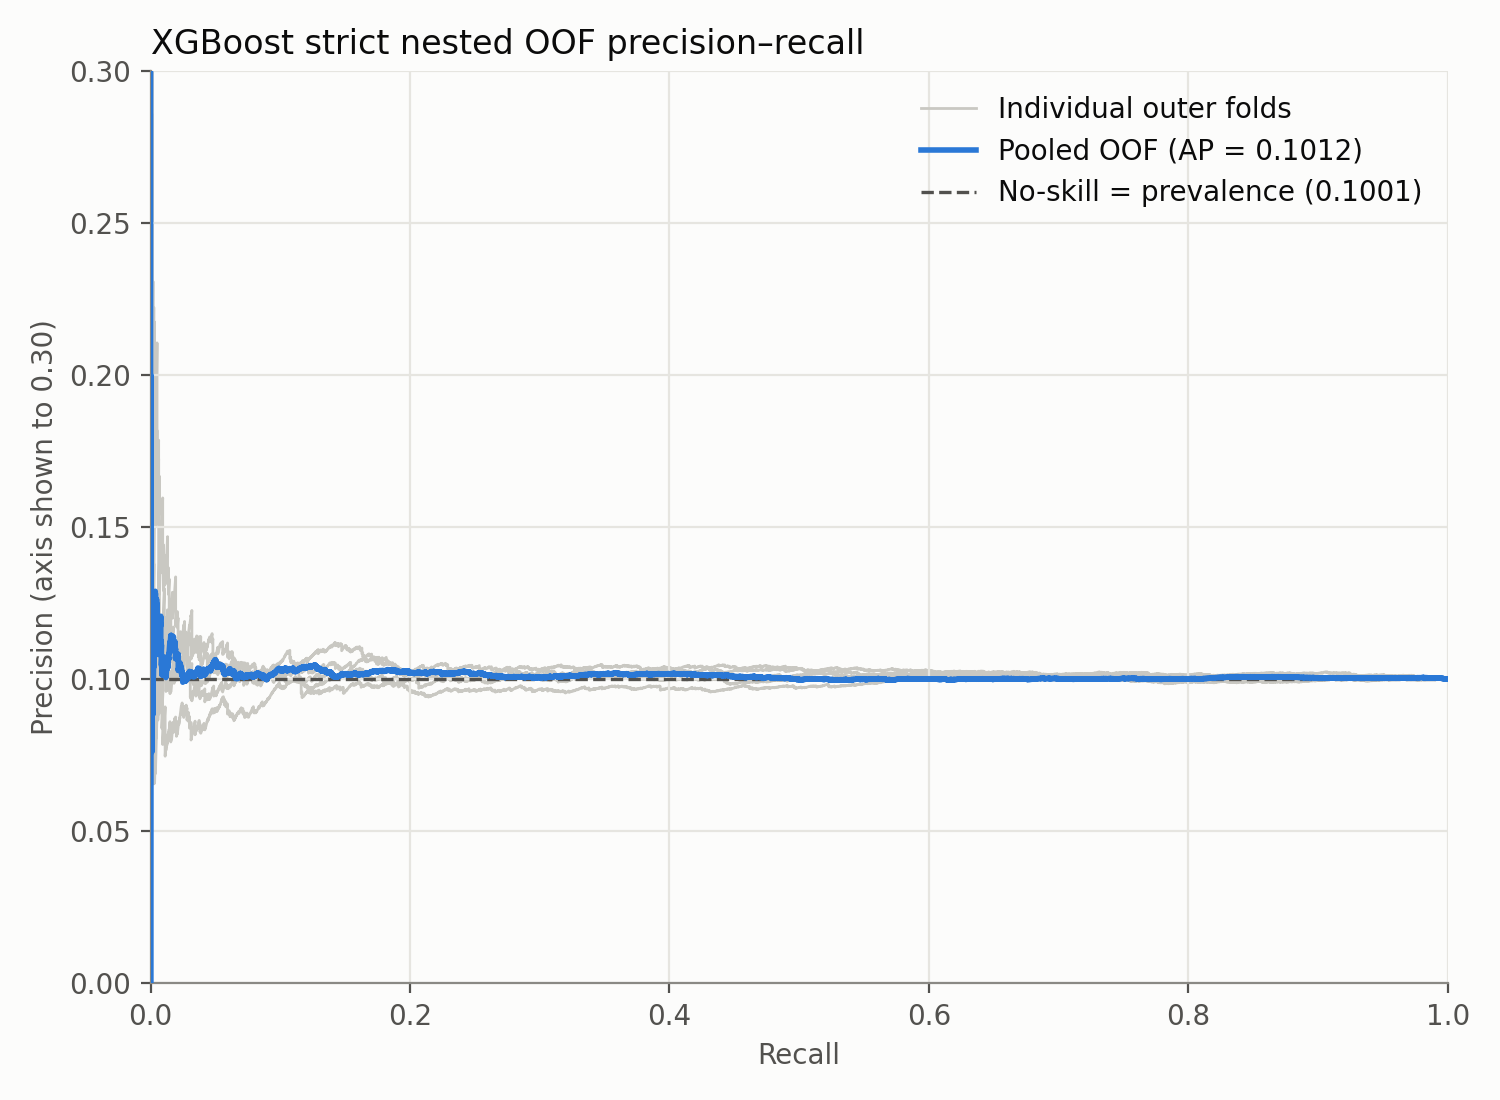 XGBoost strict nested OOF precision–recall
Individual outer folds
Pooled OOF (AP = 0.1012)
No-skill = prevalence (0.1001)
Precision (axis shown to 0.30)
0.30
0.25
0.20
0.15
0.10
0.05
0.00
0.0 0.2 0.4 0.6 0.8 1.0
Recall